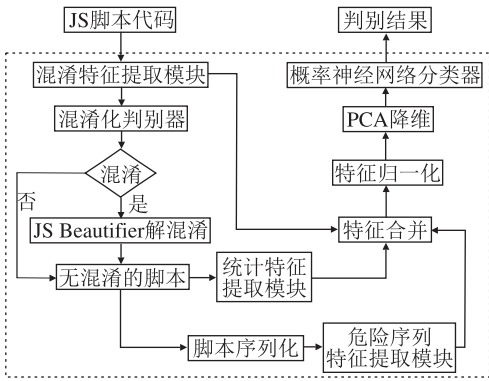 JS脚本代码
混淆特征提取模块
混淆化判别器
混淆
否
是
JS Beautifier解混淆
无混淆的脚本
统计特征
提取模块
脚本序列化
危险序列
特征提取模块
特征合并
特征归一化
PCA降维
概率神经网络分类器
判别结果